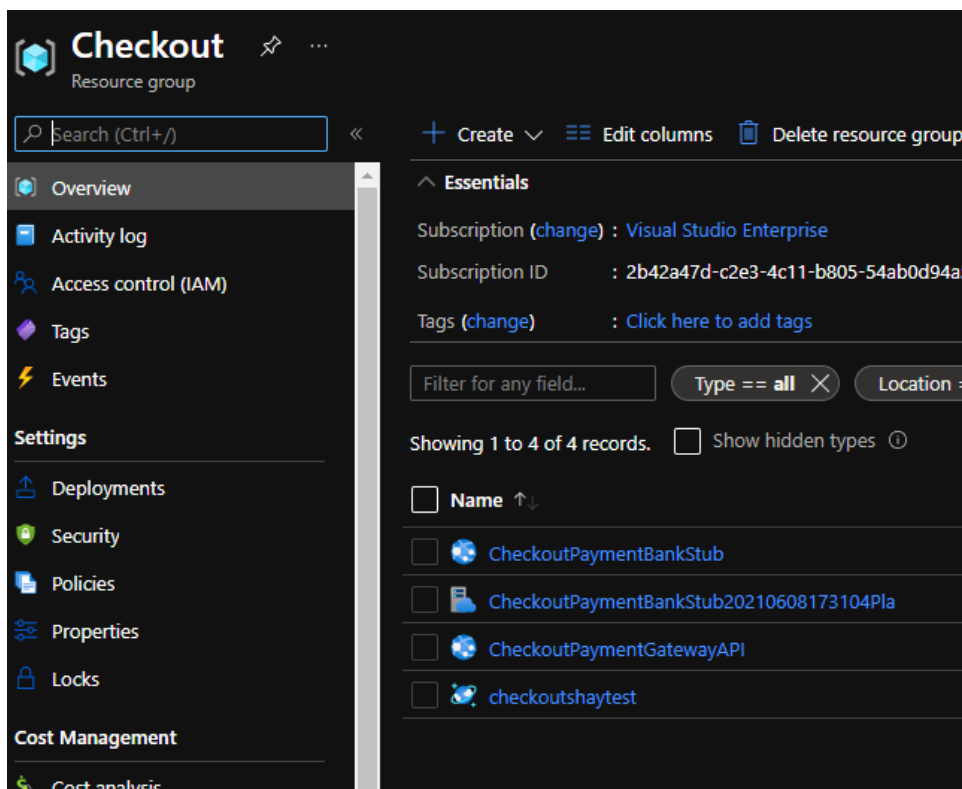 Checkout
Resource group
Search (Ctrl+/)
Create
Edit columns
Delete resource group
Overview
Activity log
Access control (IAM)
Tags
Events
Settings
Deployments
Security
Policies
Properties
Locks
Cost Management
Cost analysis
Essentials
Subscription (change) : Visual Studio Enterprise
Subscription ID : 2b42a47d-c2e3-4c11-b805-54ab0d94a
Tags (change) : Click here to add tags
Filter for any field...
Type == all
Location =
Showing 1 to 4 of 4 records.
Show hidden types
Name
CheckoutPaymentBankStub
CheckoutPaymentBankStub20210608173104Pla
CheckoutPaymentGatewayAPI
checkoutshaytest